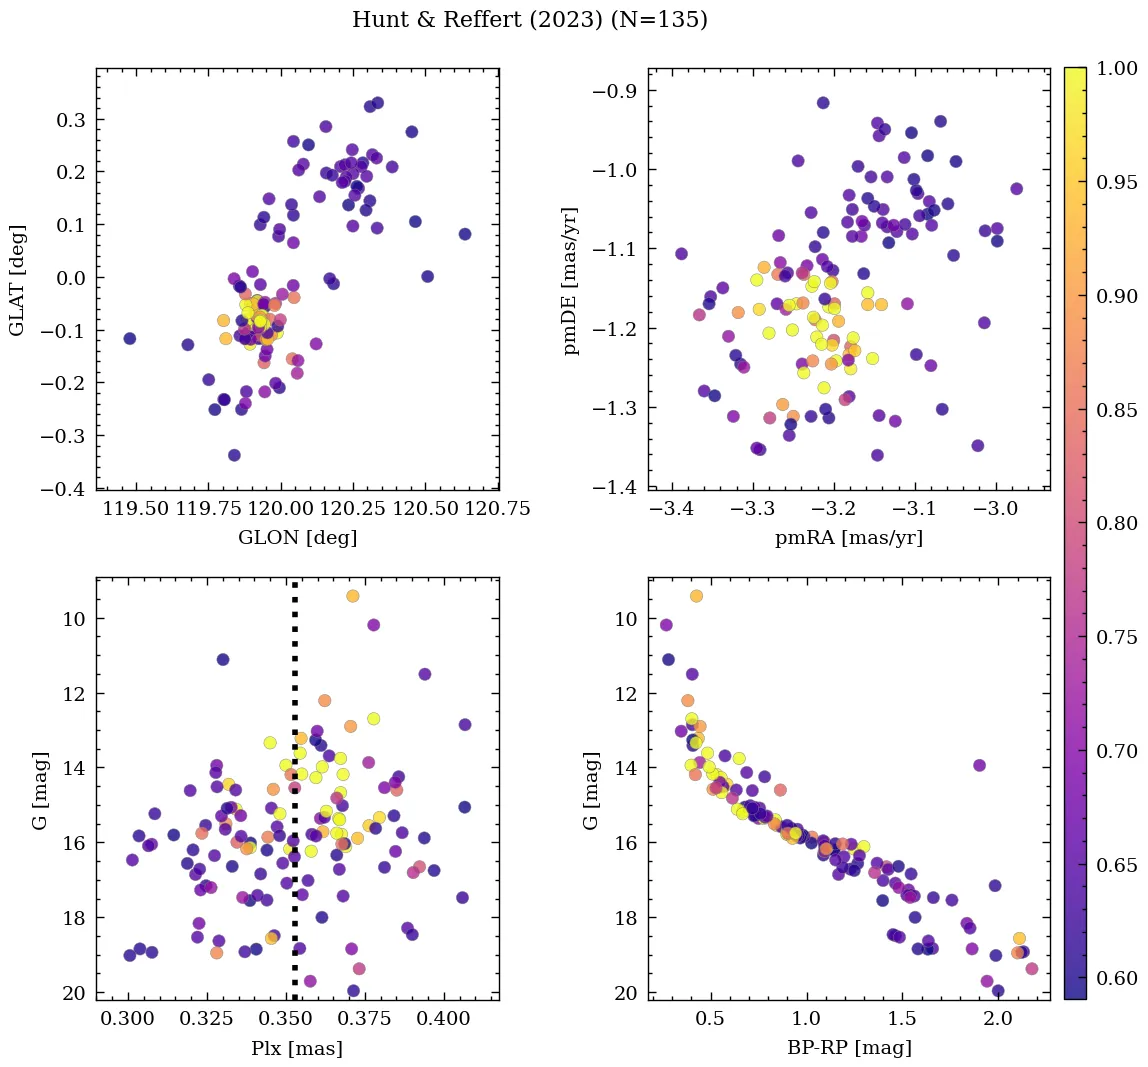 Hunt & Reffert (2023) (N=135)
0.3
0.2
0.1
0.0
−0.1
−0.2
−0.3
−0.4
GLAT [deg]
119.50 119.75 120.00 120.25 120.50 120.75
GLON [deg]
−0.9
−1.0
−1.1
−1.2
−1.3
−1.4
pmDE [mas/yr]
−3.4 −3.3 −3.2 −3.1 −3.0
pmRA [mas/yr]
10
12
14
16
18
20
G [mag]
0.300 0.325 0.350 0.375 0.400
Plx [mas]
10
12
14
16
18
20
G [mag]
0.5 1.0 1.5 2.0
BP-RP [mag]
1.00
0.95
0.90
0.85
0.80
0.75
0.70
0.65
0.60